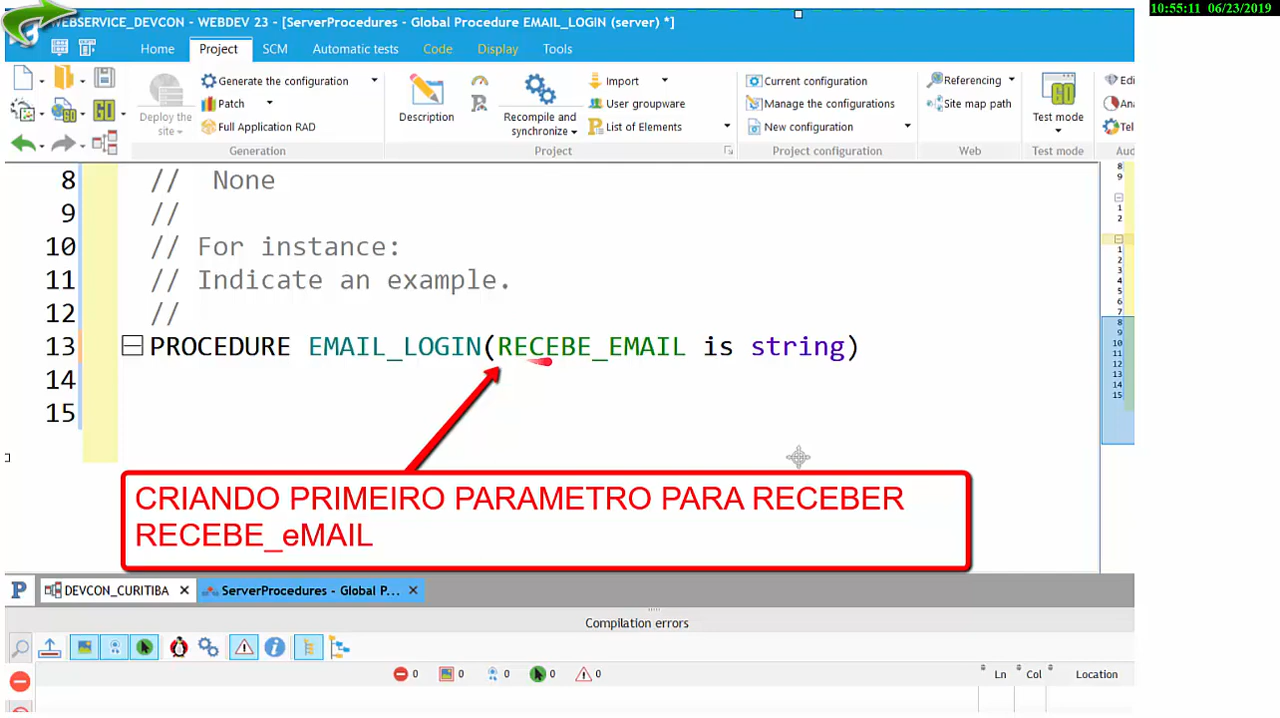 10:55:11 06/23/2019
WEBSERVICE_DEVCON - WEBDEV 23 - [ServerProcedures - Global Procedure EMAIL_LOGIN (server) *]
Home Project SCM Automatic tests Code Display Tools
Generate the configuration Import Current configuration Referencing Edi
Patch User groupware Manage the configurations Site map path Ana
Deploy the site Full Application RAD Description Recompile and synchronize List of Elements New configuration Test mode Tel
Generation Project Project configuration Web Test mode Aud
8 // None
9 //
10 // For instance:
11 // Indicate an example.
12 //
13 PROCEDURE EMAIL_LOGIN(RECEBE_EMAIL is string)
14
15
CRIANDO PRIMEIRO PARAMETRO PARA RECEBER
RECEBE_eMAIL
DEVCON_CURITIBA ServerProcedures - Global P...
Compilation errors
0 0 0 0 0 Ln Col Location